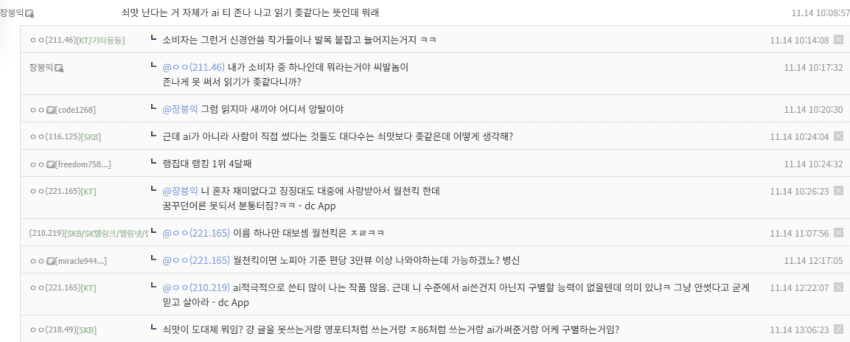 장붕익 쇠맛 난다는 거 자체가 ai 티 존나 나고 읽기 좆같다는 뜻인데 뭐래 11.14 10:08:57
ㅇㅇ(211.46)[KT/기타등등] 소비자는 그런거 신경안씀 작가들이나 발목 붙잡고 늘어지는거지 ㅋㅋ 11.14 10:14:08
장붕익 @ㅇㅇ(211.46) 내가 소비자 중 하나인데 뭐라는거야 씨발놈이 11.14 10:17:32
존나게 못 써서 읽기가 좆같다니까?
ㅇㅇ[code1268] @장붕익 그럼 읽지마 새끼야 어디서 앙탈이야 11.14 10:20:30
ㅇㅇ(116.125)[SKB] 근데 ai가 아니라 사람이 직접 썼다는 것들도 대다수는 쇠맛보다 좆같은데 어떻게 생각해? 11.14 10:24:04
ㅇㅇ[freedom758...] 랭집대 랭킹 1위 4달째 11.14 10:24:32
ㅇㅇ(221.165)[KT] @장붕익 니 혼자 재미없다고 징징대도 대중에 사랑받아서 월천킥 한데 11.14 10:26:23
꿈꾸던어른 못되서 분통터짐?ㅋㅋ - dc App
(210.219)[SKB/SK텔링크/딜라이브/ @ㅇㅇ(221.165) 이름 하나만 대보셈 월천킥은 ㅈㄹㅋㅋ 11.14 11:07:56
ㅇㅇ[miracle944...] @ㅇㅇ(221.165) 월천킥이면 노피아 기준 편당 3만뷰 이상 나와야하는데 가능하겠노? 병신 11.14 12:17:05
ㅇㅇ(221.165)[KT] @ㅇㅇ(210.219) ai적극적으로 쓴티 많이 나는 작품 많음. 근데 니 수준에서 ai쓴건지 아닌지 구별할 능력이 없을텐데 의미 있냐ㅋ 그냥 안썻다고 굳게 11.14 12:22:07
믿고 살아라 - dc App
ㅇㅇ(218.49)[SKB] 쇠맛이 도대체 뭐임? 걍 글을 못쓰는거랑 영포티처럼 쓰는거랑 ㅈ86처럼 쓰는거랑 ai가써준거랑 어케 구별하는거임? 11.14 13:06:23